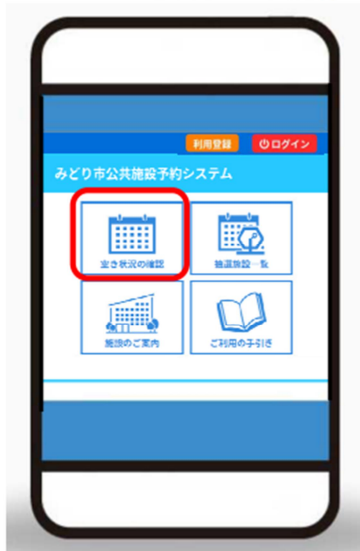 利用登録 ログイン
みどり市公共施設予約システム
空き状況の確認 抽選施設一覧
施設のご案内 ご利用の手引き